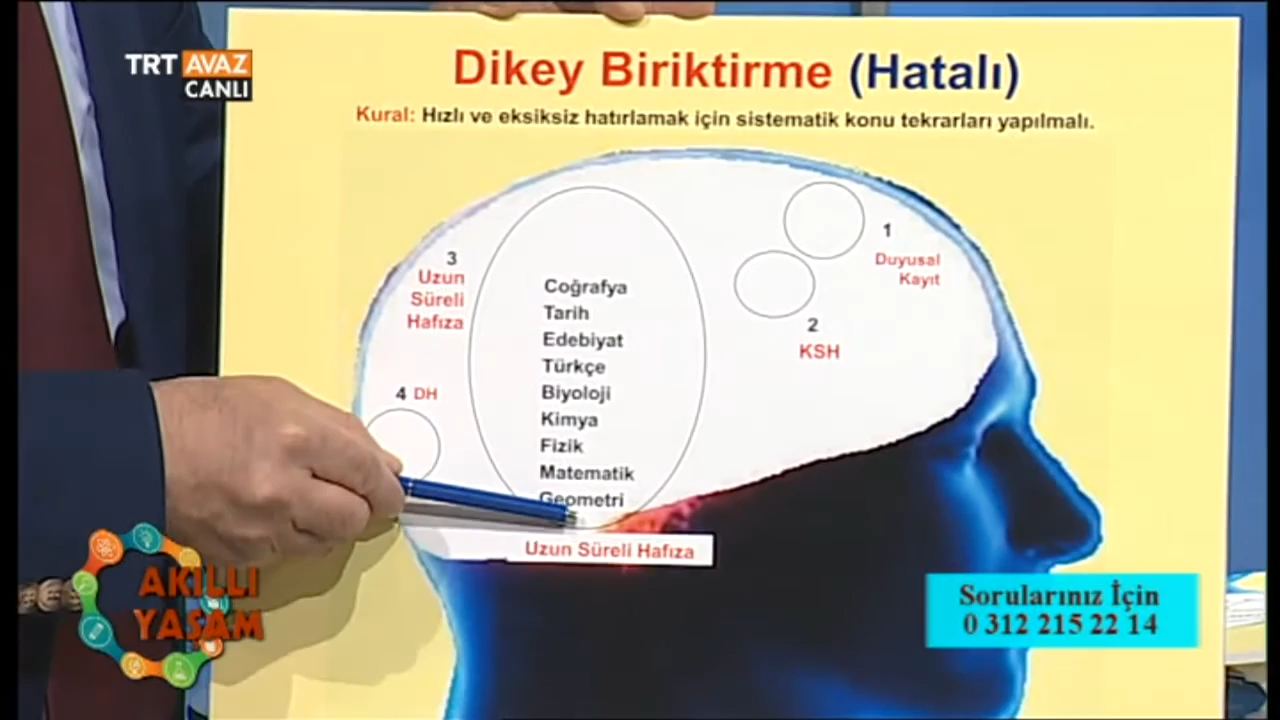 TRT AVAZ
CANLI
Dikey Biriktirme (Hatalı)
Kural: Hızlı ve eksiksiz hatırlamak için sistematik konu tekrarları yapılmalı.
1
Duyusal
Kayıt
2
KSH
3
Uzun
Süreli
Hafıza
4 DH
Coğrafya
Tarih
Edebiyat
Türkçe
Biyoloji
Kimya
Fizik
Matematik
Geometri
Uzun Süreli Hafıza
AKILLI
YAŞAM
Sorularınız İçin
0 312 215 22 14